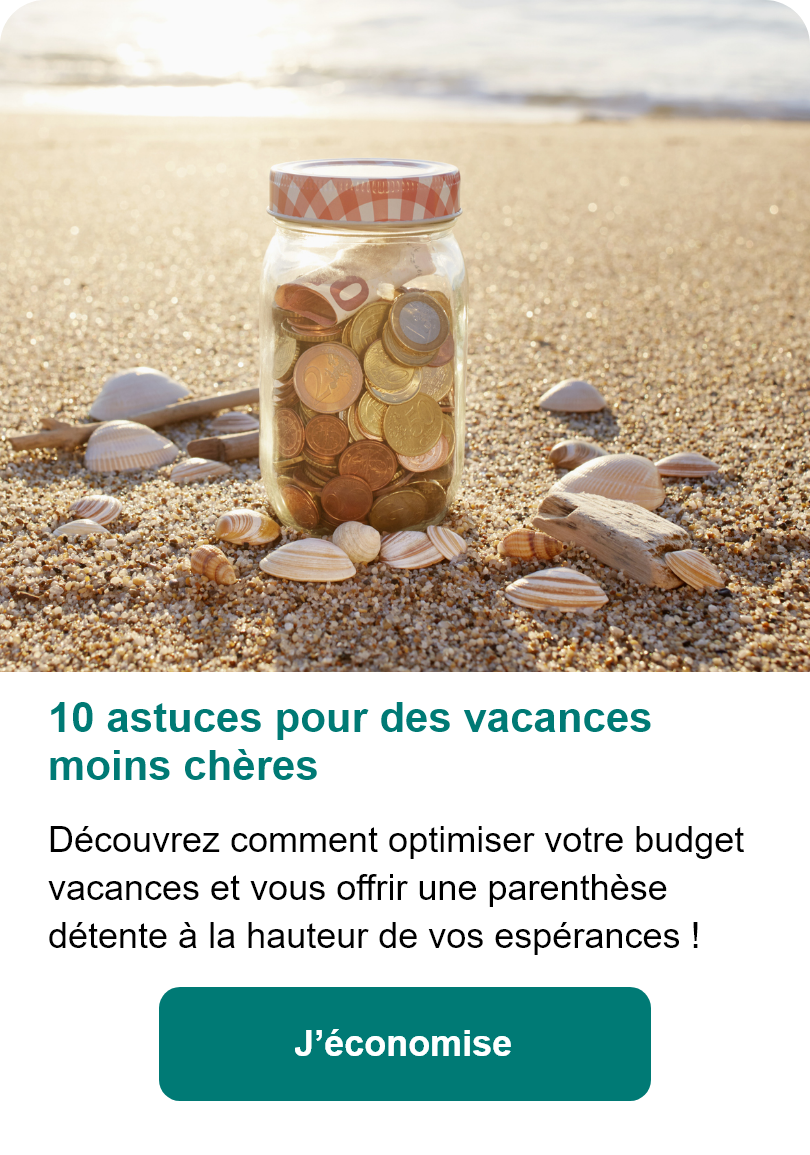 10 astuces pour des vacances
moins chères
Découvrez comment optimiser votre budget
vacances et vous offrir une parenthèse
détente à la hauteur de vos espérances !
J’économise